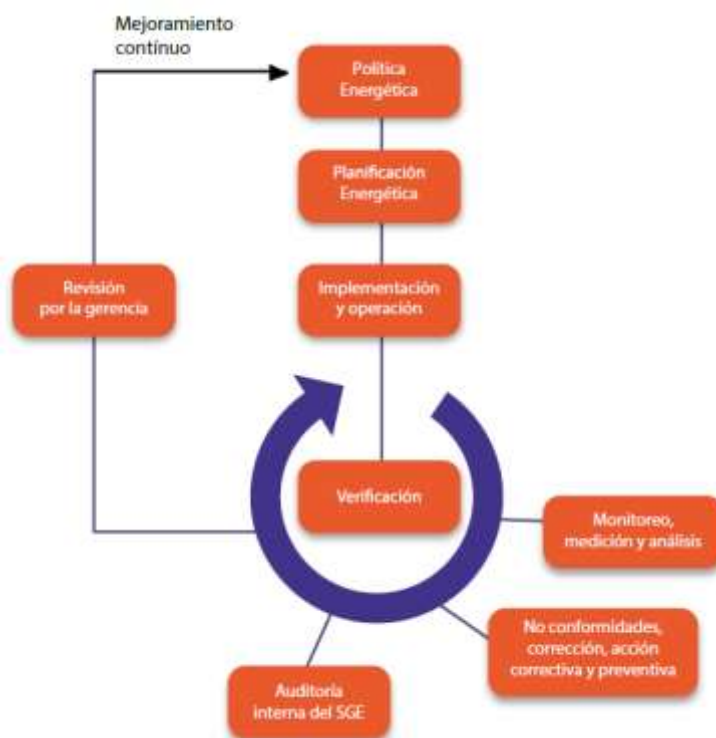 Mejoramiento
contínuo
Política
Energética
Planificación
Energética
Revisión
por la gerencia
Implementación
y operación
Verificación
Monitoreo,
medición y análisis
No conformidades,
corrección, acción
correctiva y preventiva
Auditoría
interna del SGE